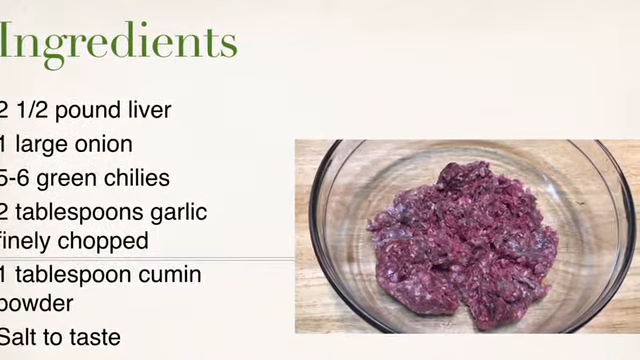 Ingredients
2 1/2 pound liver
1 large onion
5-6 green chilies
2 tablespoons garlic
finely chopped
1 tablespoon cumin
powder
Salt to taste